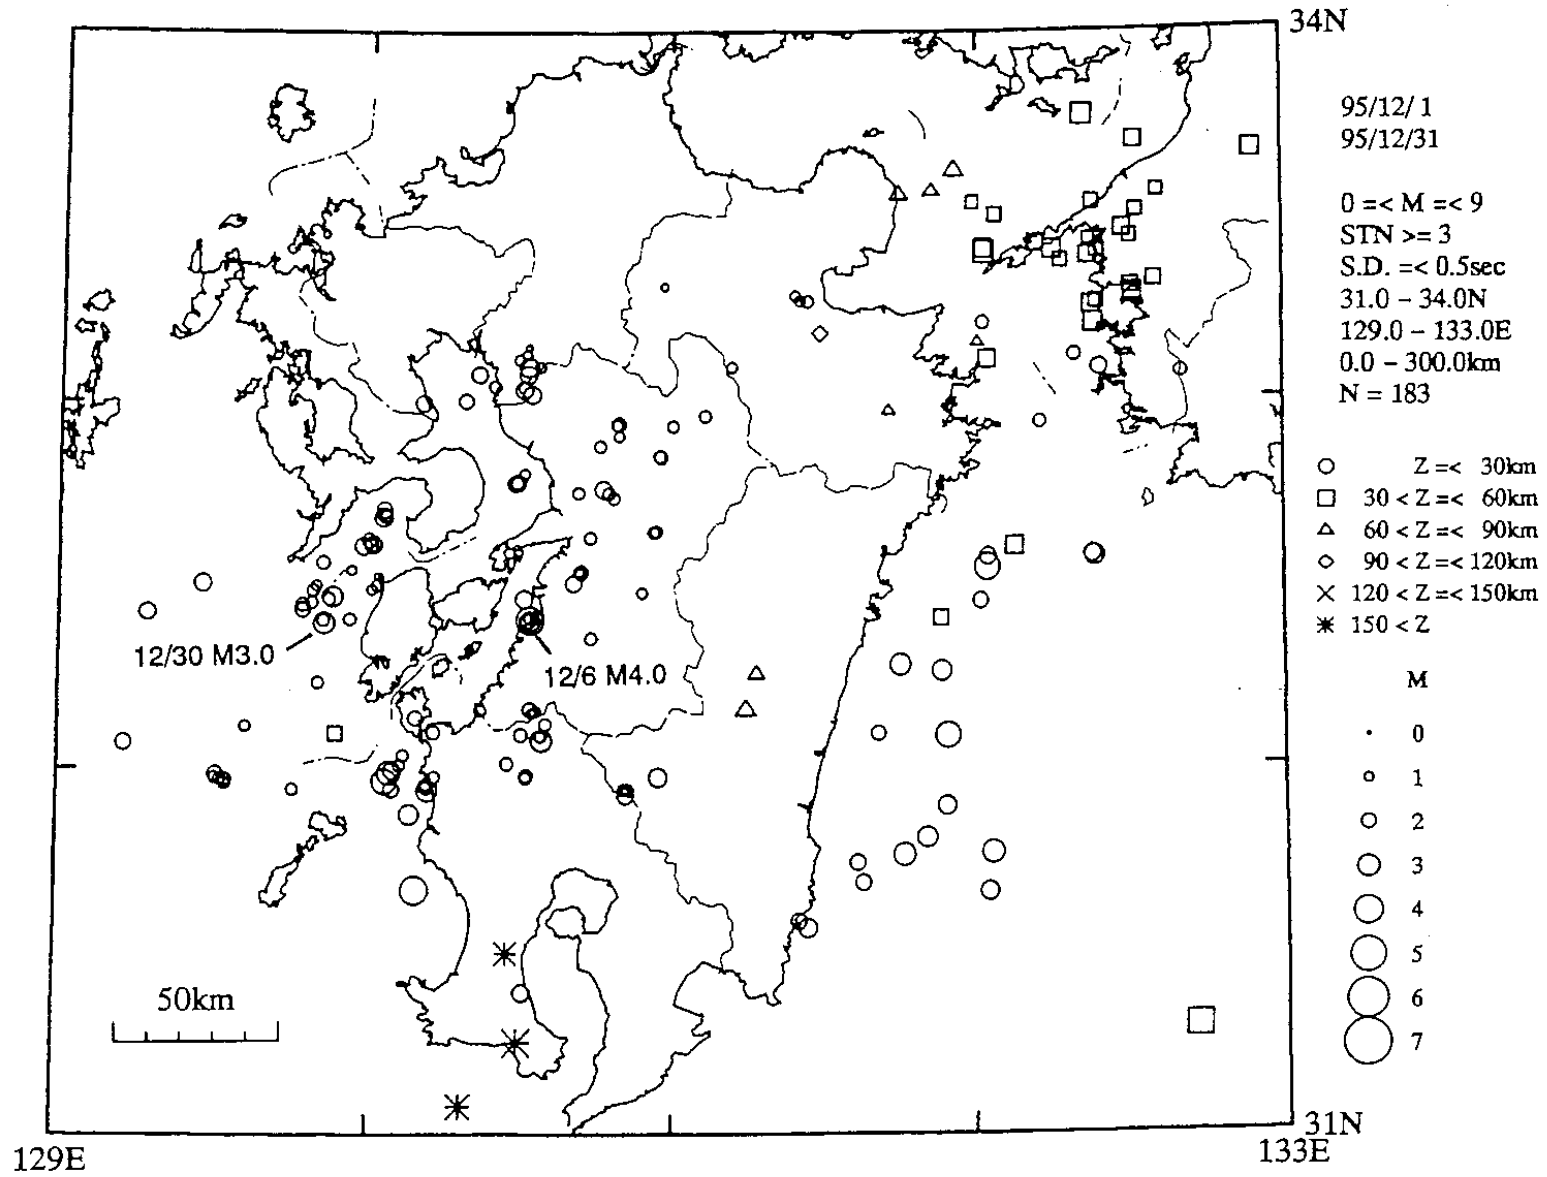 34N
95/12/ 1
95/12/31
0 =< M =< 9
STN >= 3
S.D. =< 0.5sec
31.0 – 34.0N
129.0 – 133.0E
0.0 – 300.0km
N = 183
Z =< 30km
30 < Z =< 60km
60 < Z =< 90km
90 < Z =< 120km
120 < Z =< 150km
150 < Z
12/30 M3.0
12/6 M4.0
M
0
1
2
3
4
5
6
7
50km
31N
129E
133E